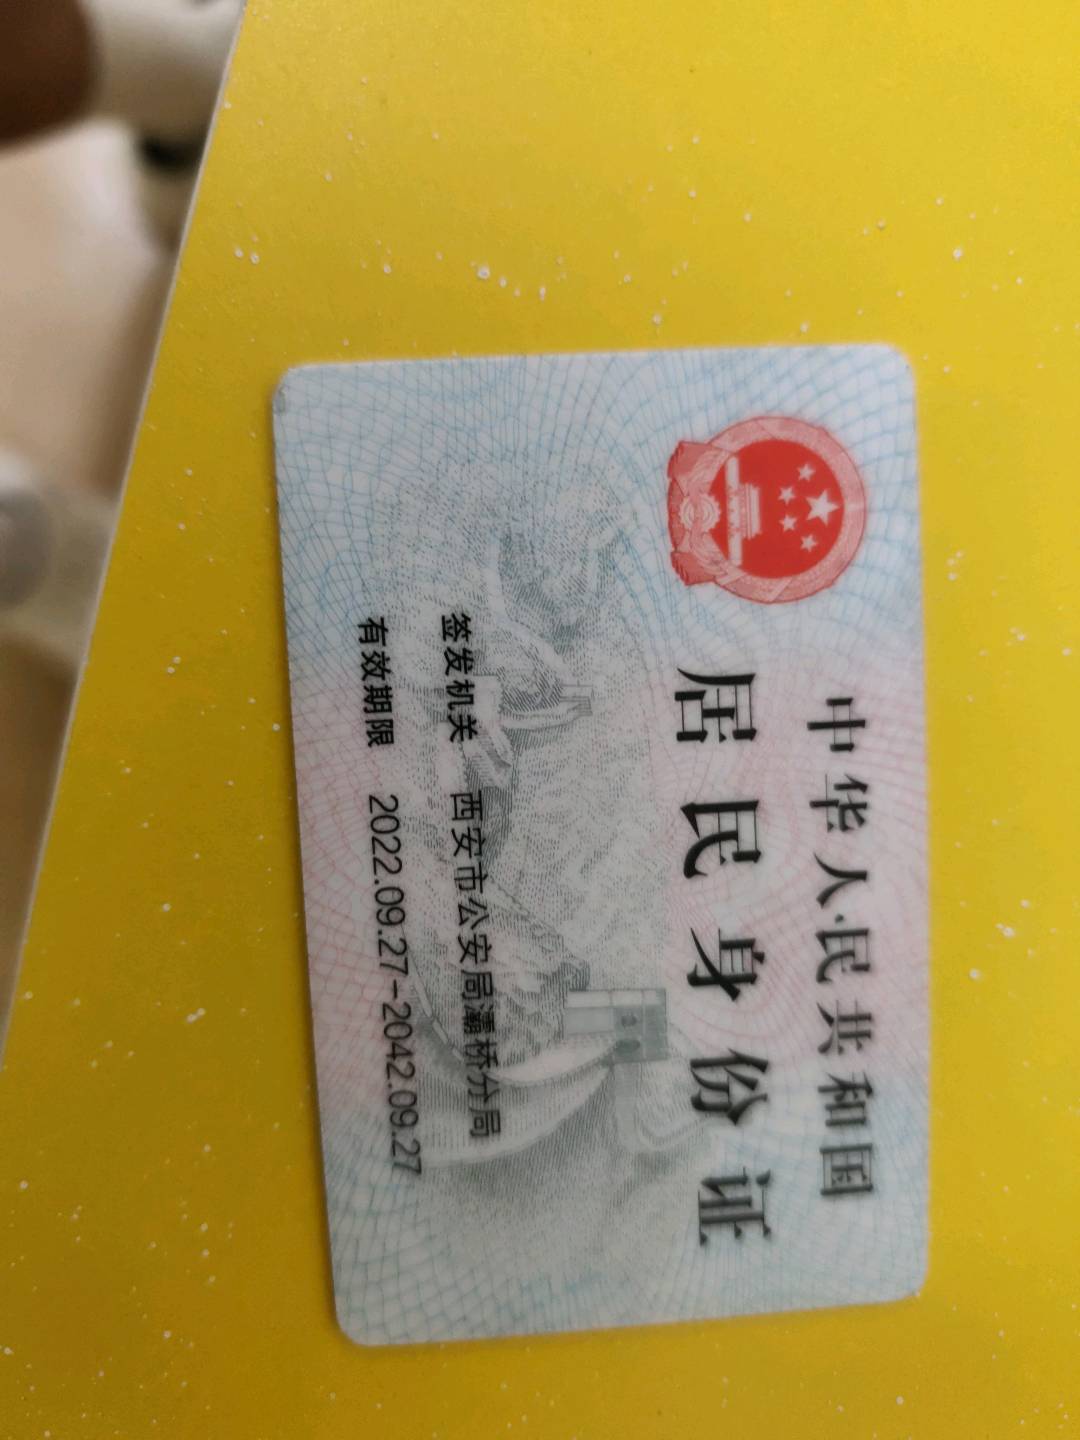 中华人民共和国
居民身份证
签发机关 西安市公安局灞桥分局
有效期限 2022.09.27-2042.09.27